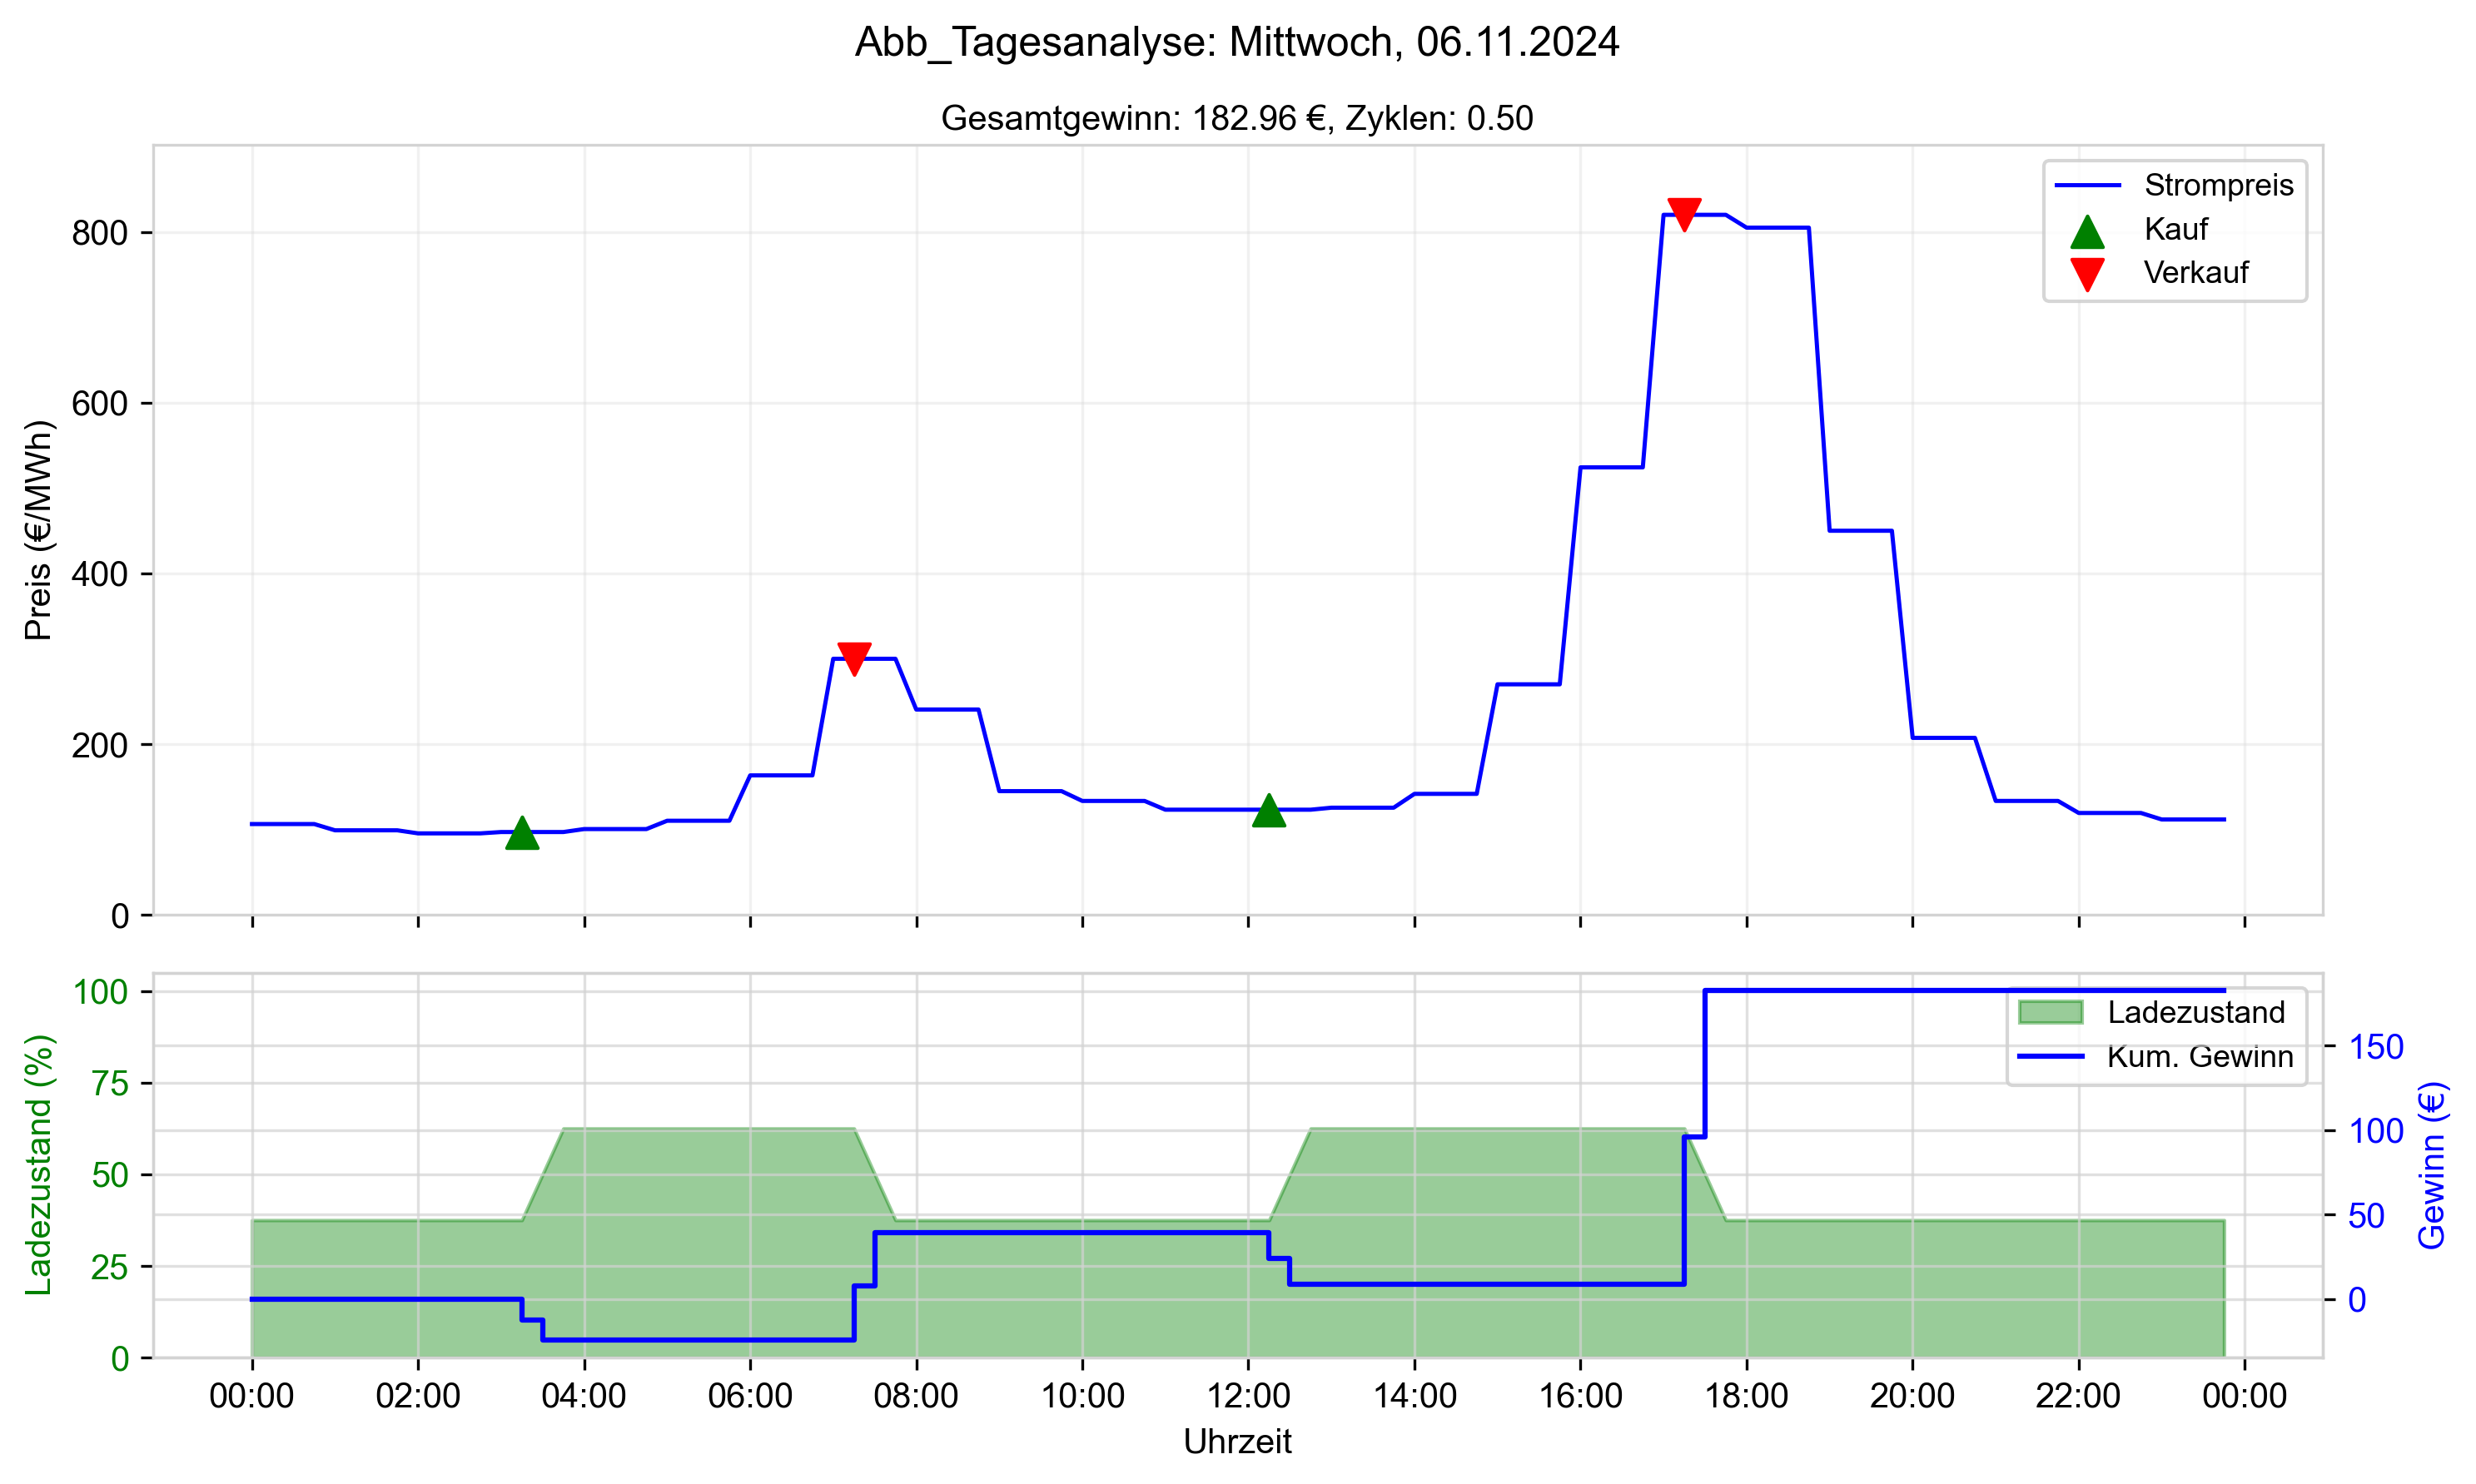 Abb_Tagesanalyse: Mittwoch, 06.11.2024
Gesamtgewinn: 182.96 €, Zyklen: 0.50
Preis (€/MWh)
800
600
400
200
0
Strompreis
Kauf
Verkauf
Ladezustand (%)
100
75
50
25
0
Ladezustand
Kum. Gewinn
150
100
50
0
Gewinn (€)
00:00 02:00 04:00 06:00 08:00 10:00 12:00 14:00 16:00 18:00 20:00 22:00 00:00
Uhrzeit